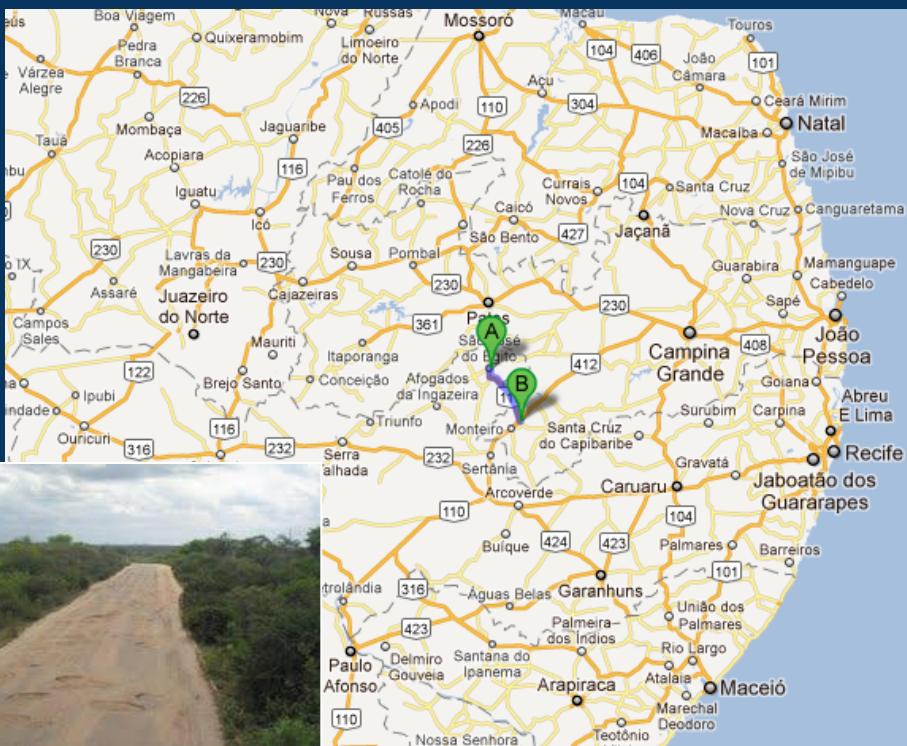 Boa Viagem
Nova
Russas
Macau
Touros
Mossoró
Quixeramobim
Pedra
Branca
Limoeiro
do Norte
104
406
João
Câmara
101
Várzea
Alegre
226
Açu
Ceará Mirim
Mombaça
Apodi
110
304
Natal
Jaguaribe
405
Macaíba
Tauá
226
Acopiara
116
São José
de Mipibu
Pau dos
Ferros
Catolé do
Rocha
Currais
Novos
104
Santa Cruz
Iguatu
Caicó
Nova Cruz
Canguaretama
Icó
São Bento
427
Jaçanã
230
Lavras da
Mangabeira
230
Sousa
Pombal
Guarabira
Mamanguape
Assaré
Juazeiro
do Norte
Cajazeiras
230
230
Cabedelo
Sapé
Campos
Sales
361
Patos
João
Pessoa
A
São José
do Egito
Mauriti
Itaporanga
Campina
Grande
408
122
412
Brejo Santo
Conceição
Afogados
da Ingazeira
B
Goiana
Ipubi
Abreu
E Lima
Surubim
Carpina
Triunfo
Monteiro
Santa Cruz
do Capibaribe
Ouricuri
116
316
232
Serra
Talhada
232
Recife
Sertânia
Gravatá
Jaboatão dos
Guararapes
Arcoverde
Caruaru
110
104
Buíque
424
423
Palmares
Barreiros
101
316
Garanhuns
Águas Belas
423
Palmeira
dos Índios
União dos
Palmares
Paulo
Afonso
Delmiro
Gouveia
Santana do
Ipanema
Rio Largo
Atalaia
Maceió
Arapiraca
Marechal
Deodoro
110
Teotônio
Nossa Senhora